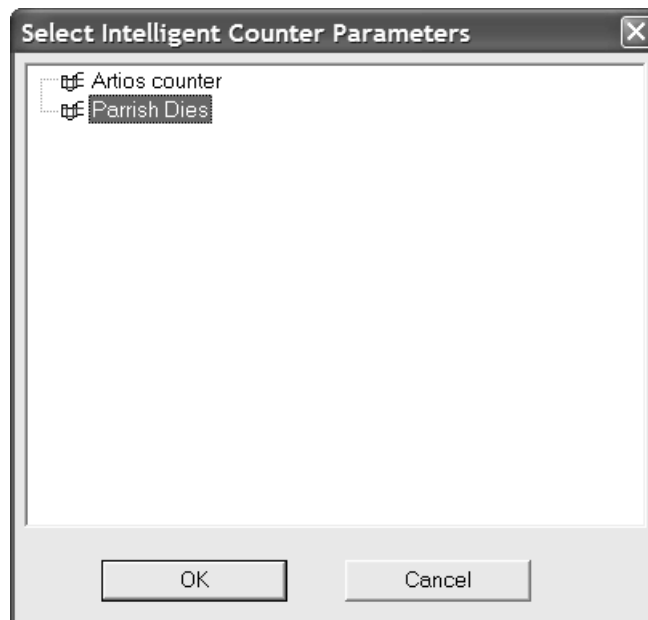 Select Intelligent Counter Parameters
Artios counter
Parrish Dies
OK
Cancel